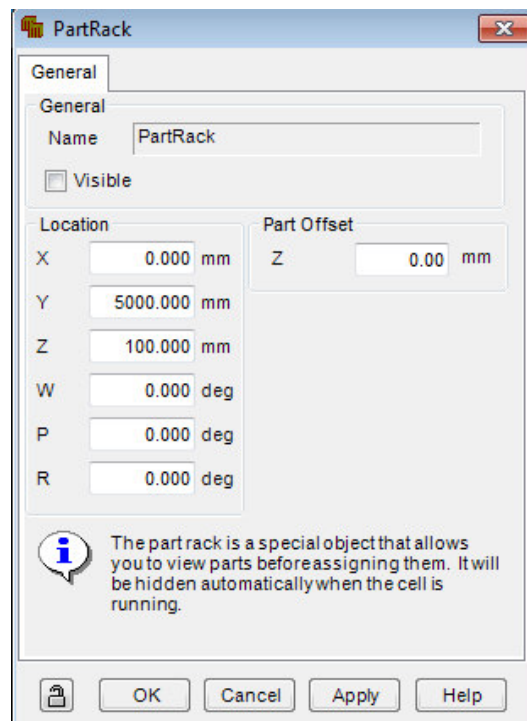 PartRack
General
General
Name PartRack
Visible
Location
X 0.000 mm
Y 5000.000 mm
Z 100.000 mm
W 0.000 deg
P 0.000 deg
R 0.000 deg
Part Offset
Z 0.00 mm
The part rack is a special object that allows
you to view parts before assigning them. It will
be hidden automatically when the cell is
running.
OK Cancel Apply Help